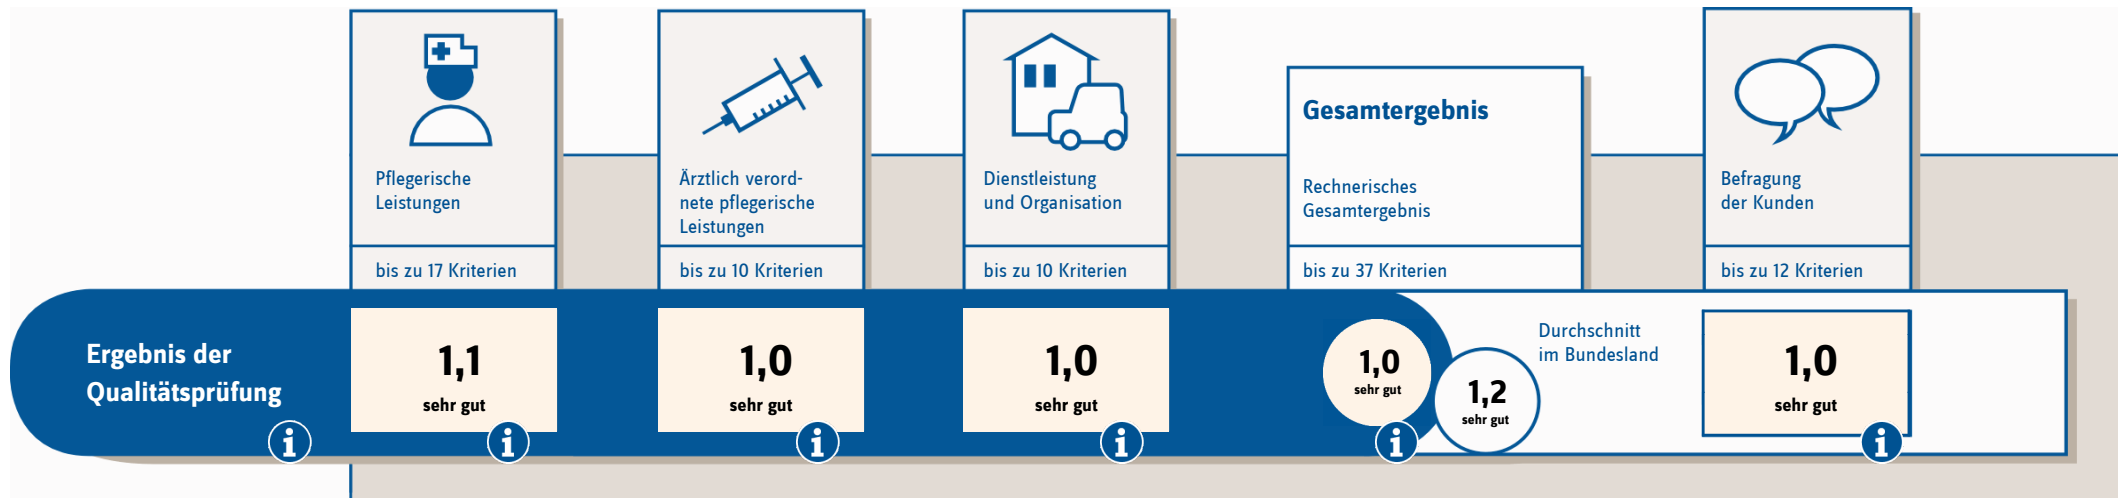 Pflegerische
Leistungen
bis zu 17 Kriterien
Ärztlich verord-
nete pflegerische
Leistungen
bis zu 10 Kriterien
Dienstleistung
und Organisation
bis zu 10 Kriterien
Gesamtergebnis
Rechnerisches
Gesamtergebnis
bis zu 37 Kriterien
Befragung
der Kunden
bis zu 12 Kriterien
Ergebnis der
Qualitätsprüfung
i
1,1
sehr gut
i
1,0
sehr gut
i
1,0
sehr gut
i
1,0
sehr gut
i
1,2
sehr gut
Durchschnitt
im Bundesland
1,0
sehr gut
i